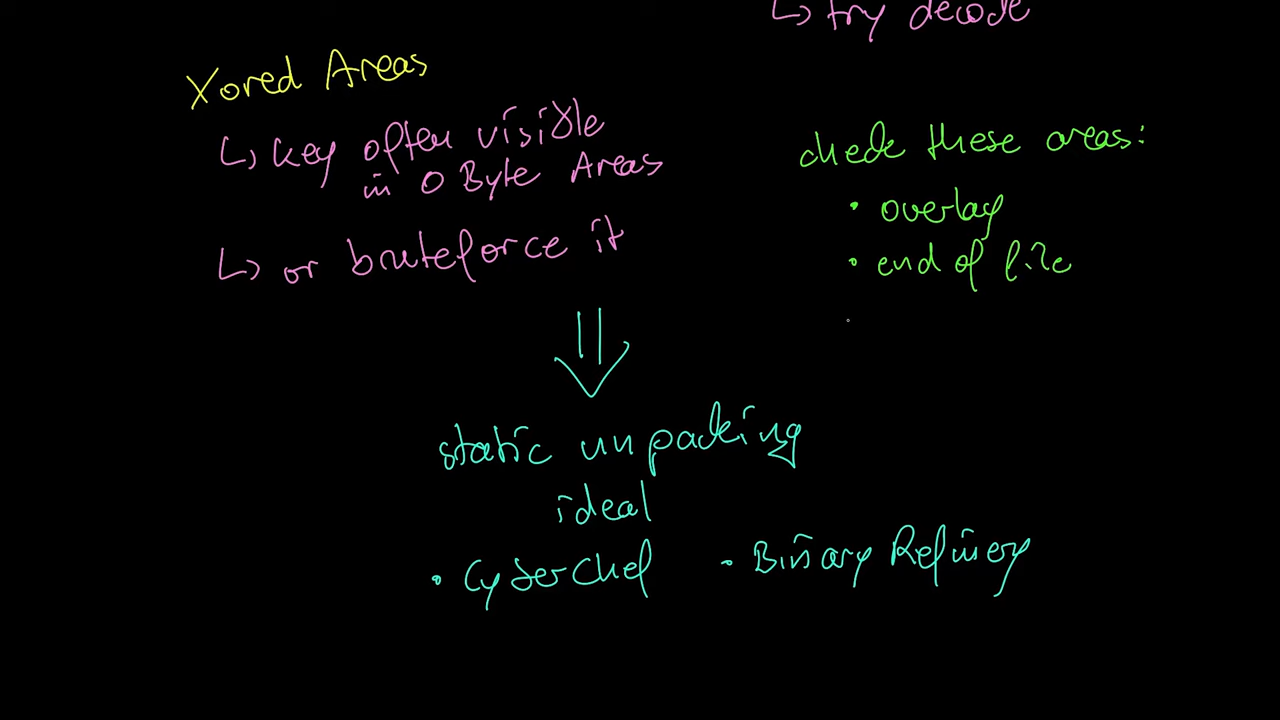 ↳ try decode
Xored Areas
↳ key often visible
in 0 Byte Areas
↳ or bruteforce it
check these areas:
• overlay
• end of file
static unpacking
ideal
• CyberChef • Binary Refinery